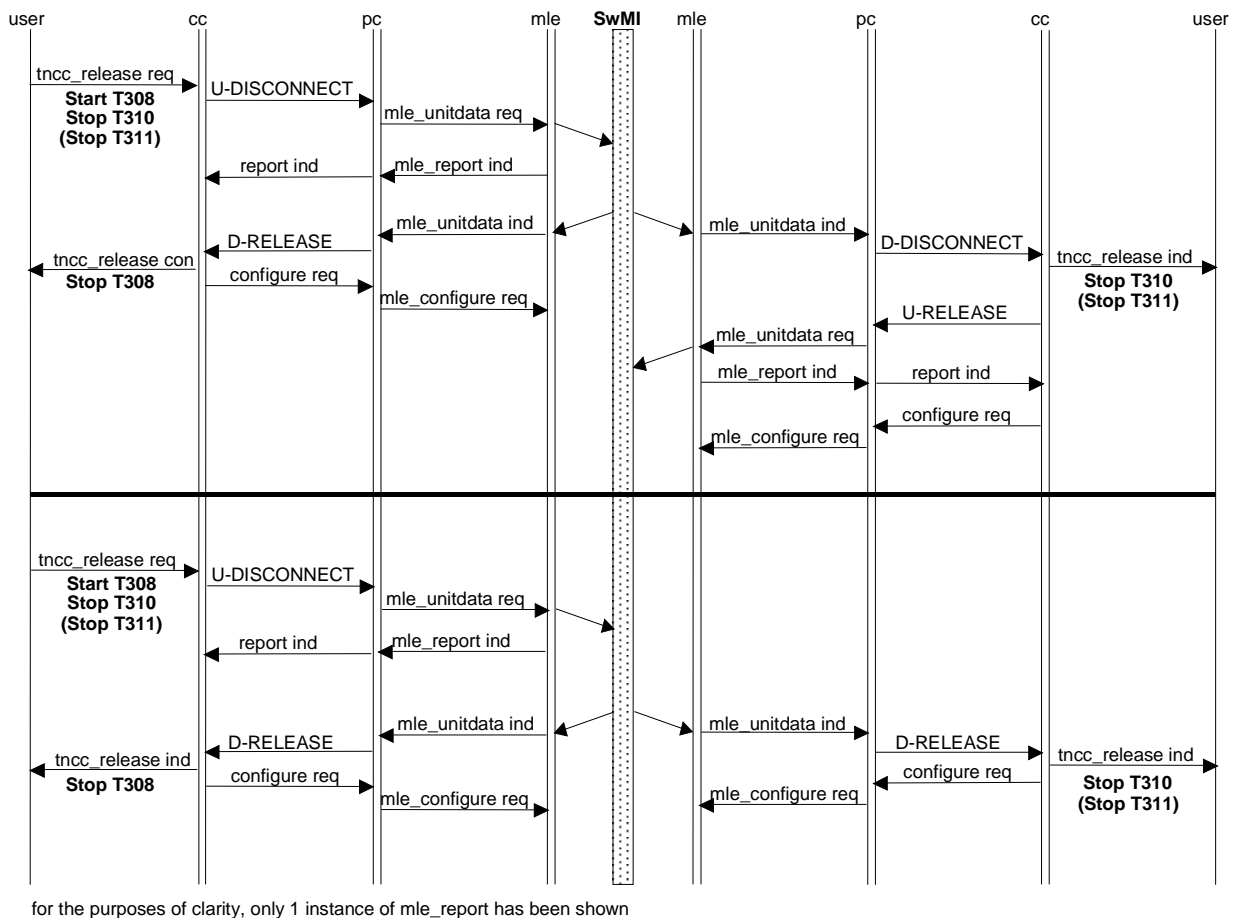 user cc pc mle SwMI mle pc cc user
tncc_release req
U-DISCONNECT
Start T308
Stop T310
(Stop T311)
mle_unitdata req
report ind
mle_report ind
mle_unitdata ind
mle_unitdata ind
D-RELEASE
D-DISCONNECT
tncc_release con
tncc_release ind
Stop T308
configure req
Stop T310
(Stop T311)
mle_configure req
U-RELEASE
mle_unitdata req
mle_report ind
report ind
configure req
mle_configure req
tncc_release req
U-DISCONNECT
Start T308
Stop T310
(Stop T311)
mle_unitdata req
report ind
mle_report ind
mle_unitdata ind
mle_unitdata ind
D-RELEASE
D-RELEASE
tncc_release ind
tncc_release ind
Stop T308
configure req
configure req
Stop T310
(Stop T311)
mle_configure req
mle_configure req
for the purposes of clarity, only 1 instance of mle_report has been shown